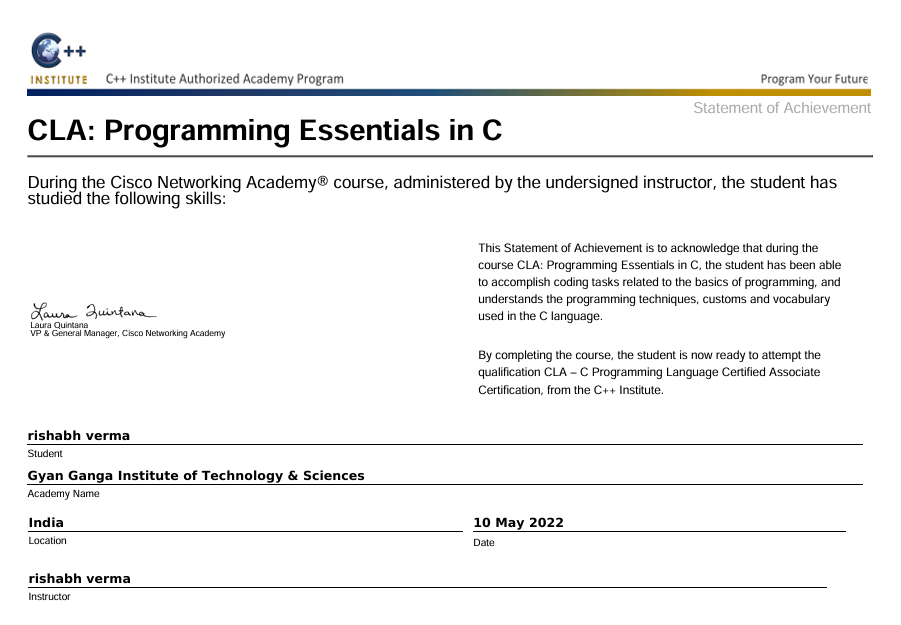 C++
INSTITUTE
C++ Institute Authorized Academy Program
Program Your Future
Statement of Achievement
CLA: Programming Essentials in C
During the Cisco Networking Academy® course, administered by the undersigned instructor, the student has
studied the following skills:
This Statement of Achievement is to acknowledge that during the
course CLA: Programming Essentials in C, the student has been able
to accomplish coding tasks related to the basics of programming, and
understands the programming techniques, customs and vocabulary
used in the C language.
By completing the course, the student is now ready to attempt the
qualification CLA – C Programming Language Certified Associate
Certification, from the C++ Institute.
Laura Quintana
Laura Quintana
VP & General Manager, Cisco Networking Academy
rishabh verma
Student
Gyan Ganga Institute of Technology & Sciences
Academy Name
India
Location
10 May 2022
Date
rishabh verma
Instructor